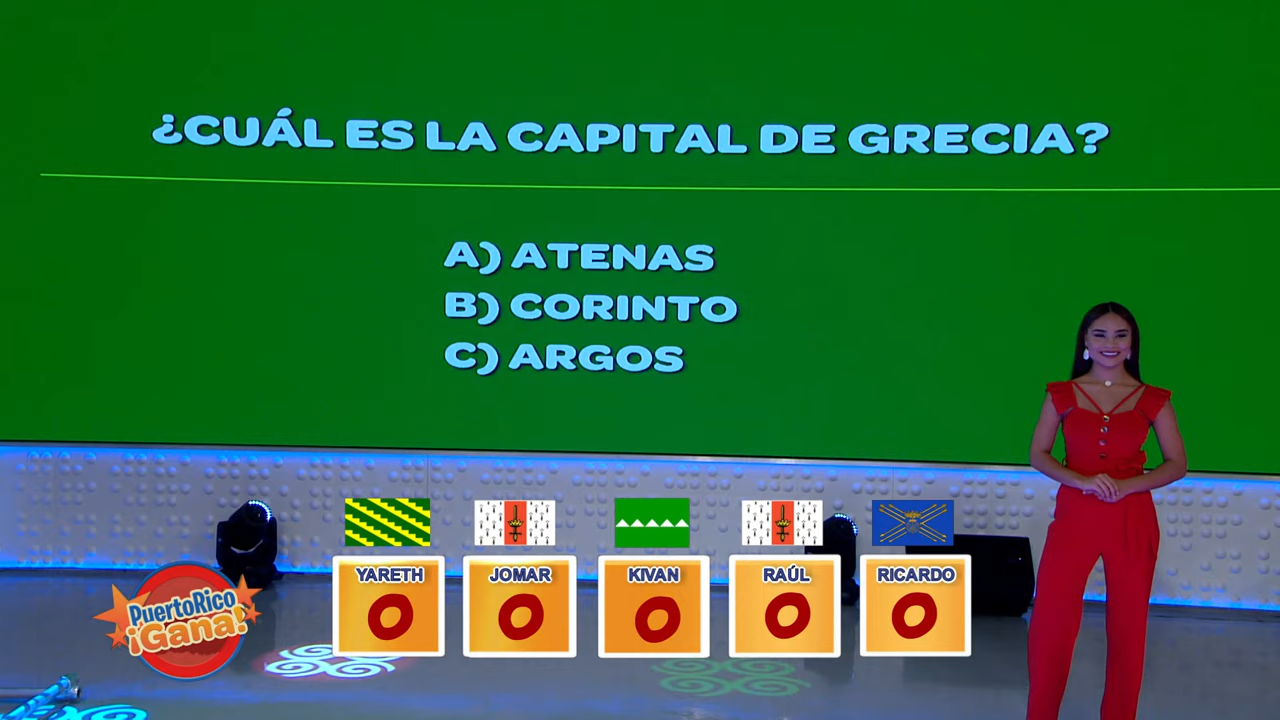 ¿CUÁL ES LA CAPITAL DE GRECIA?
A) ATENAS
B) CORINTO
C) ARGOS
YARETH
JOMAR
KIVAN
RAÚL
RICARDO
0
0
0
0
0
PuertoRico
¡Gana!